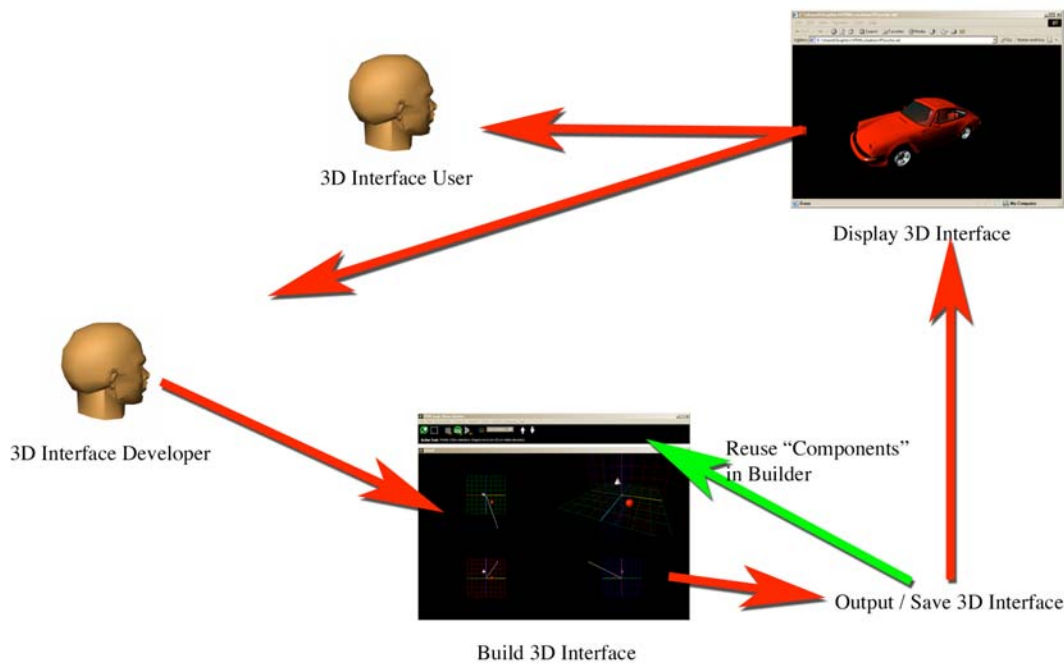 3D Interface User
Display 3D Interface
3D Interface Developer
Reuse “Components”
in Builder
Output / Save 3D Interface
Build 3D Interface